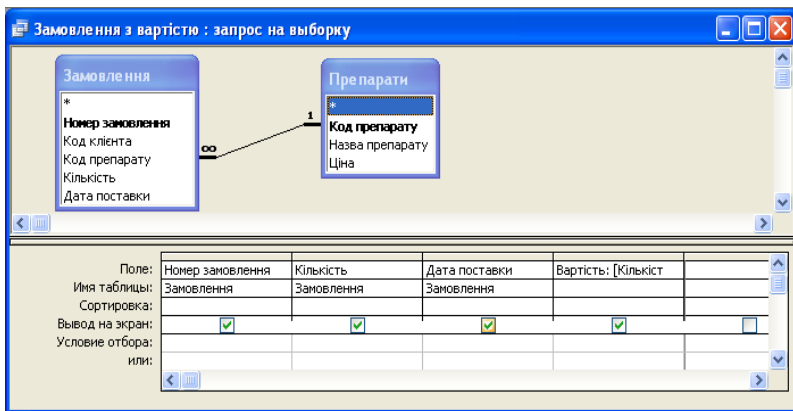 Замовлення з вартістю : запрос на выборку
Замовлення
*
Номер замовлення
Код клієнта
Код препарату
Кількість
Дата поставки
∞
1
Препарати
*
Код препарату
Назва препарату
Ціна
Поле: Номер замовлення Кількість Дата поставки Вартість: [Кількіст
Имя таблицы: Замовлення Замовлення Замовлення
Сортировка:
Вывод на экран:
Условие отбора:
или: